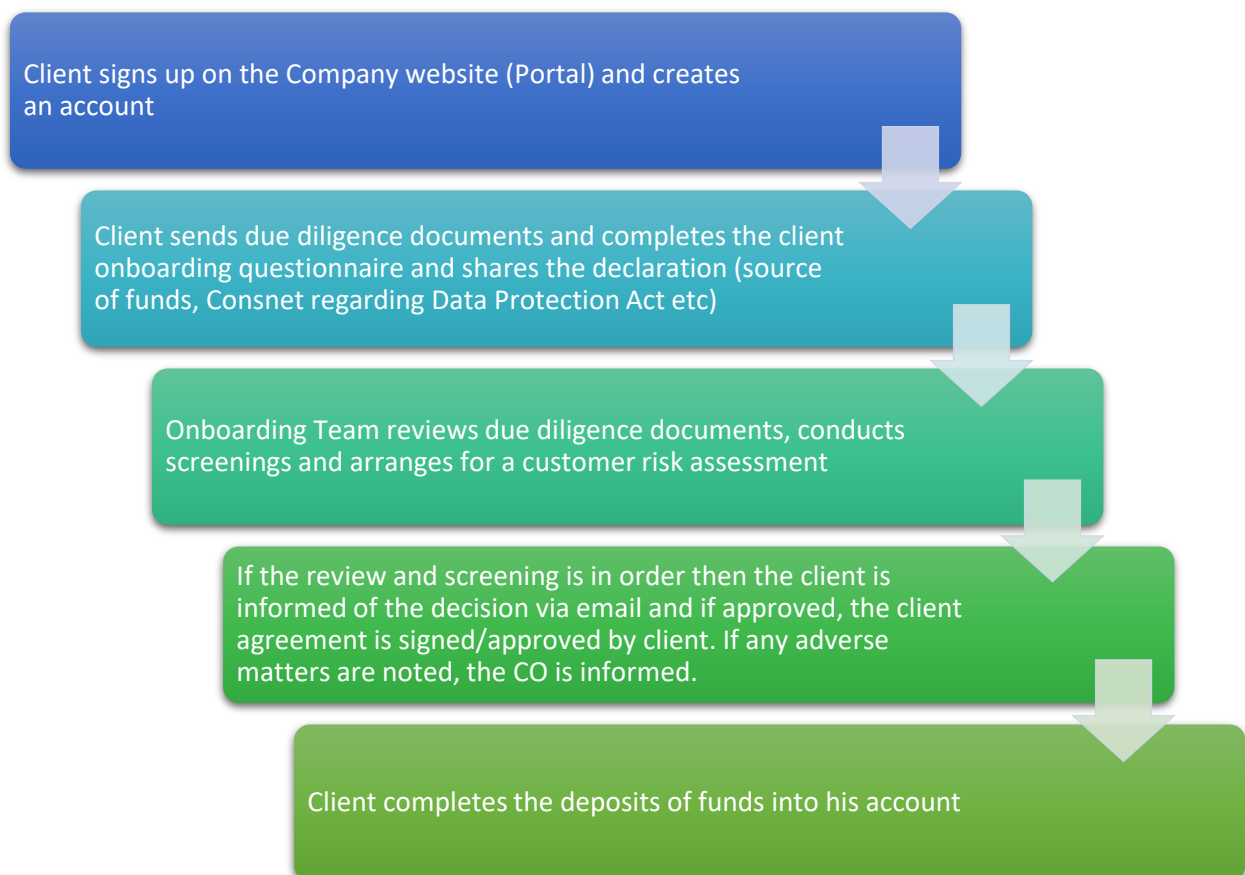 Client signs up on the Company website (Portal) and creates
an account
Client sends due diligence documents and completes the client
onboarding questionnaire and shares the declaration (source
of funds, Consnet regarding Data Protection Act etc)
Onboarding Team reviews due diligence documents, conducts
screenings and arranges for a customer risk assessment
If the review and screening is in order then the client is
informed of the decision via email and if approved, the client
agreement is signed/approved by client. If any adverse
matters are noted, the CO is informed.
Client completes the deposits of funds into his account